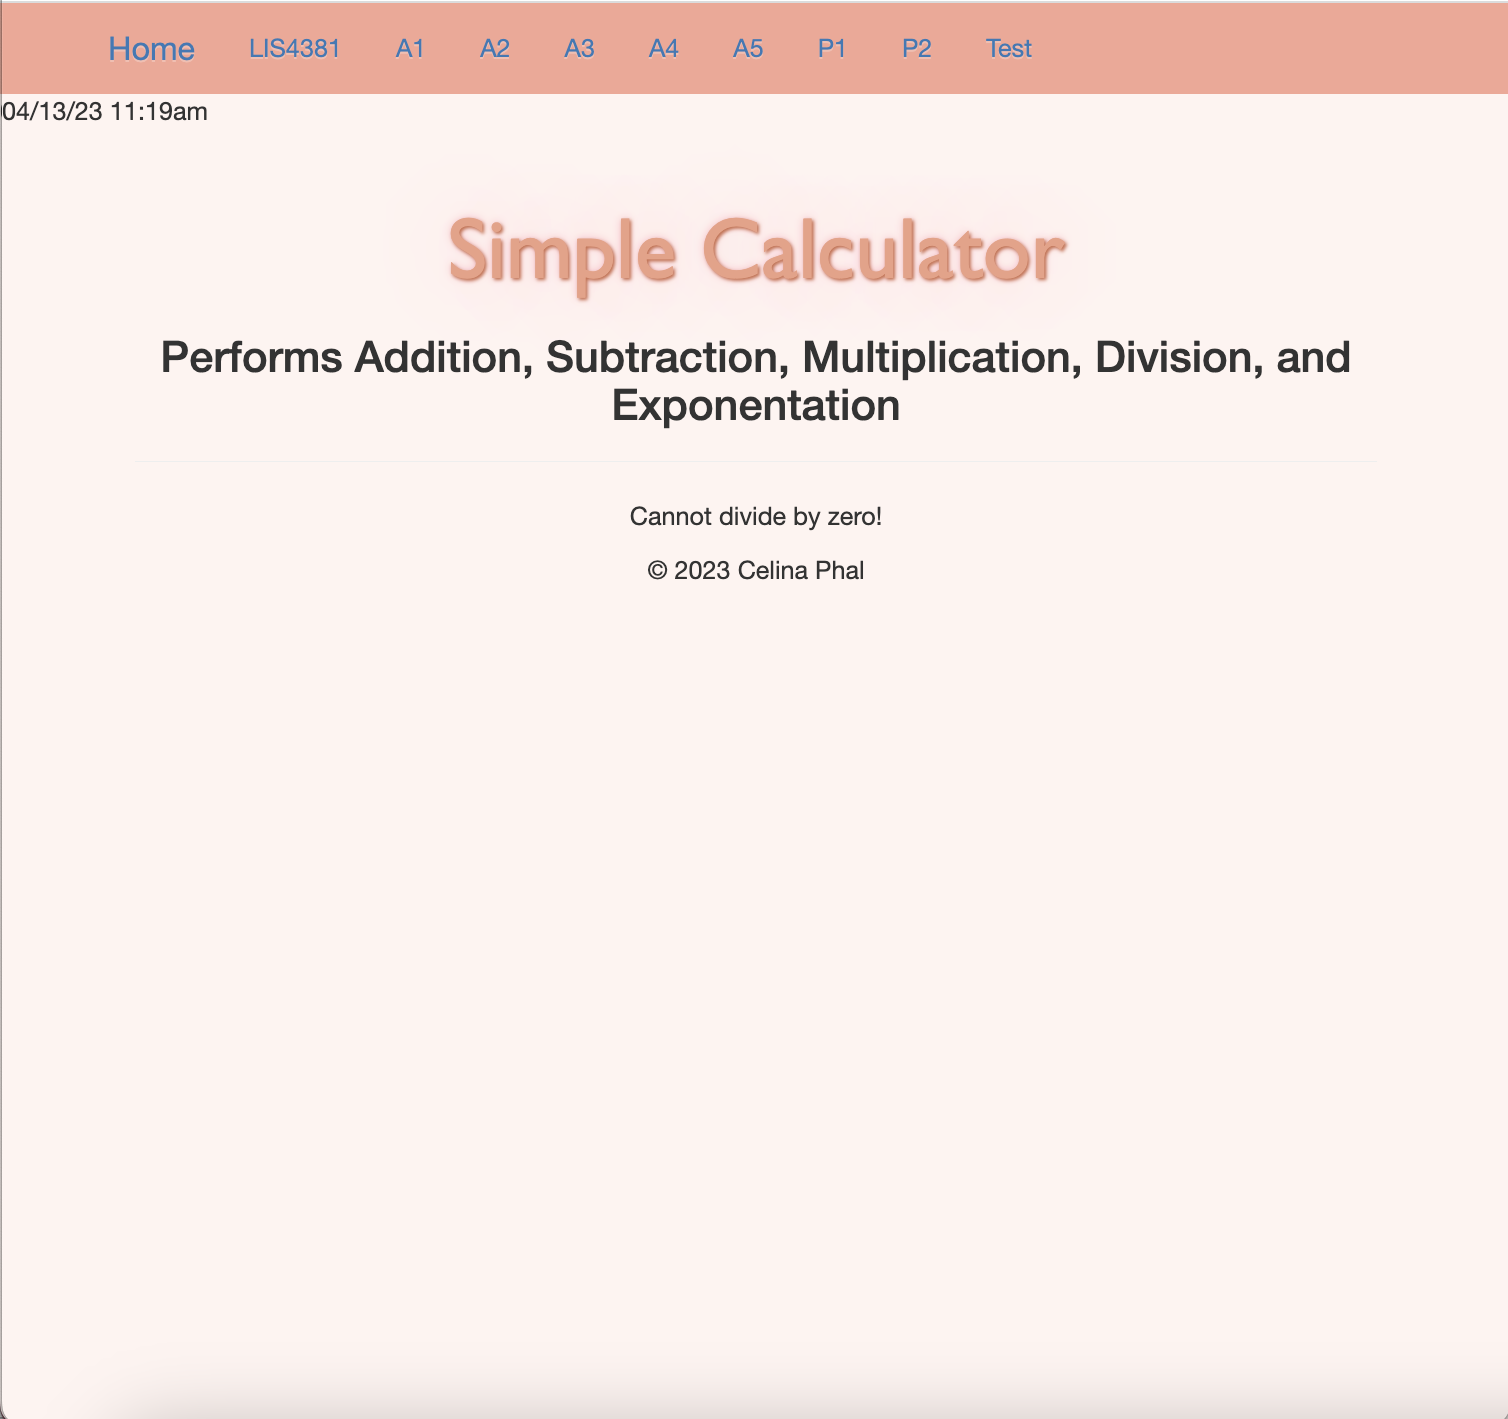 Home LIS4381 A1 A2 A3 A4 A5 P1 P2 Test
04/13/23 11:19am
Simple Calculator
Performs Addition, Subtraction, Multiplication, Division, and
Exponentation
Cannot divide by zero!
© 2023 Celina Phal